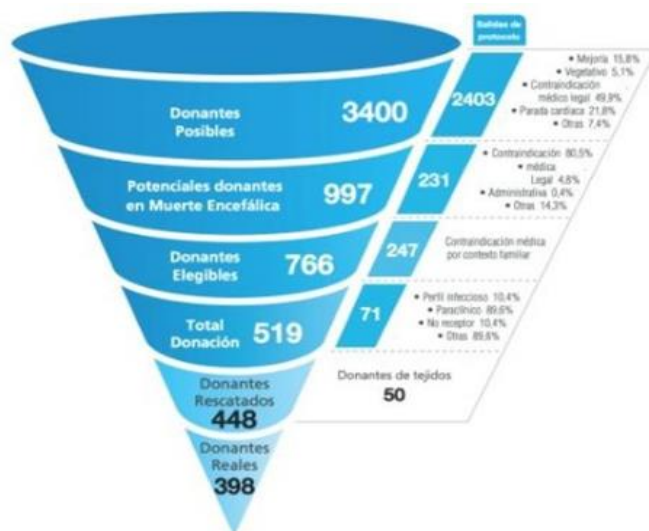 Salidas de
protocolo
Donantes
Posibles
3400
2403
• Mejoría 15,8%
• Vegetativo 5,1%
• Contraindicación
médico legal 49,9%
• Parada cardíaca 21,8%
• Otras 7,4%
Potenciales donantes
en Muerte Encefálica
997
231
• Contraindicación 80,5%
• médica
Legal 4,8%
• Administrativa 0,4%
• Otras 14,3%
Donantes
Elegibles
766
247
Contraindicación médica
por contexto familiar
Total
Donación
519
71
• Perfil infeccioso 10,4%
• Paraclínico 89,6%
• No receptor 10,4%
• Otras 89,6%
Donantes
Rescatados
448
Donantes de tejidos
50
Donantes
Reales
398